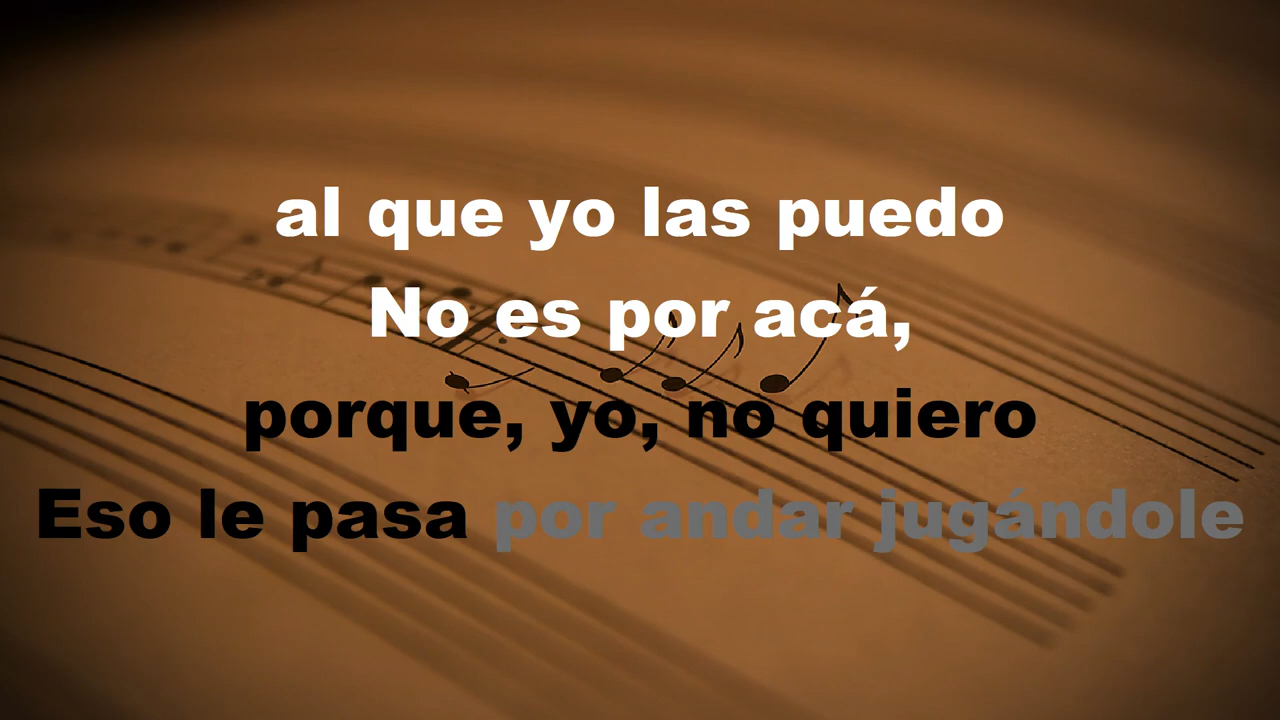 al que yo las puedo
No es por acá,
porque, yo, no quiero
Eso le pasa por andar jugándole